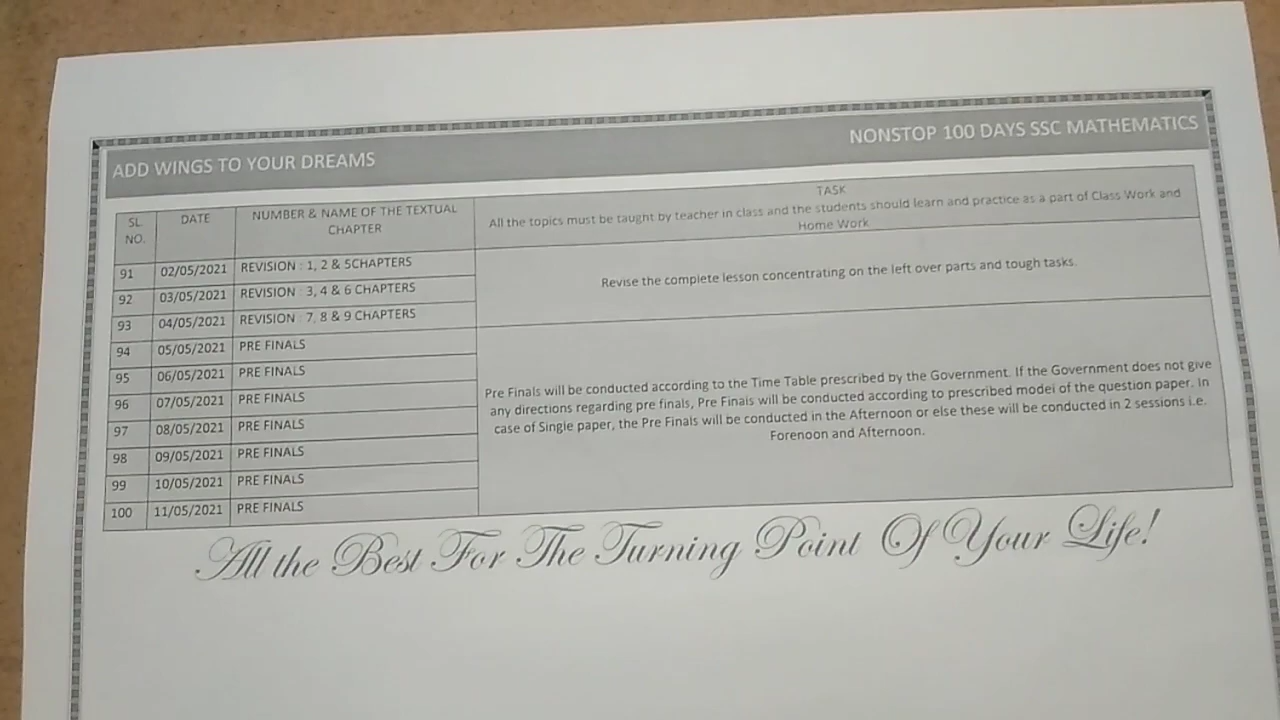 ADD WINGS TO YOUR DREAMS
NONSTOP 100 DAYS SSC MATHEMATICS
SL. NO.
DATE
NUMBER & NAME OF THE TEXTUAL
CHAPTER
TASK
All the topics must be taught by teacher in class and the students should learn and practice as a part of Class Work and
Home Work
91 02/05/2021 REVISION : 1, 2 & 5CHAPTERS
92 03/05/2021 REVISION : 3, 4 & 6 CHAPTERS
93 04/05/2021 REVISION : 7, 8 & 9 CHAPTERS
Revise the complete lesson concentrating on the left over parts and tough tasks.
94 05/05/2021 PRE FINALS
95 06/05/2021 PRE FINALS
96 07/05/2021 PRE FINALS
97 08/05/2021 PRE FINALS
98 09/05/2021 PRE FINALS
99 10/05/2021 PRE FINALS
100 11/05/2021 PRE FINALS
Pre Finals will be conducted according to the Time Table prescribed by the Government. If the Government does not give
any directions regarding pre finals, Pre Finals will be conducted according to prescribed model of the question paper. In
case of Single paper, the Pre Finals will be conducted in the Afternoon or else these will be conducted in 2 sessions i.e.
Forenoon and Afternoon.
All the Best For The Turning Point Of Your Life!